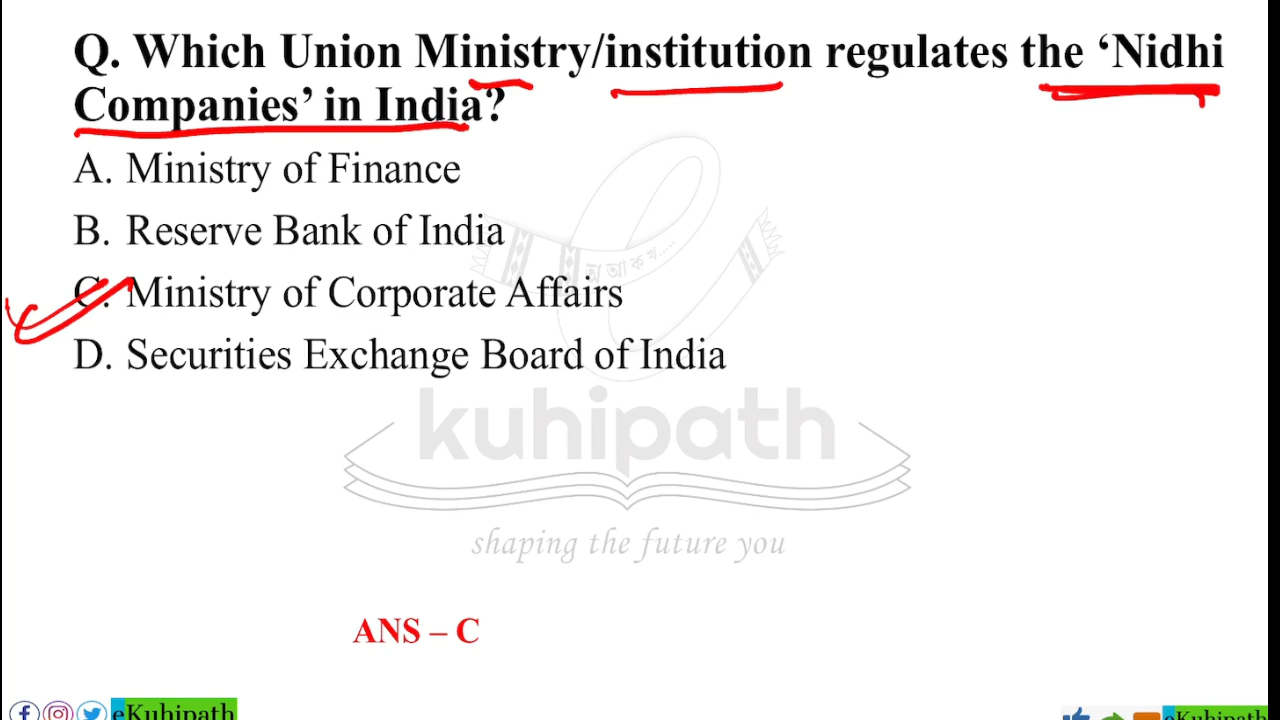 Q. Which Union Ministry/institution regulates the ‘Nidhi
Companies’ in India?
A. Ministry of Finance
B. Reserve Bank of India
C. Ministry of Corporate Affairs
D. Securities Exchange Board of India
অ আ ক খ.....
kuhipath
shaping the future you
ANS – C
eKuhipath
eKuhipath